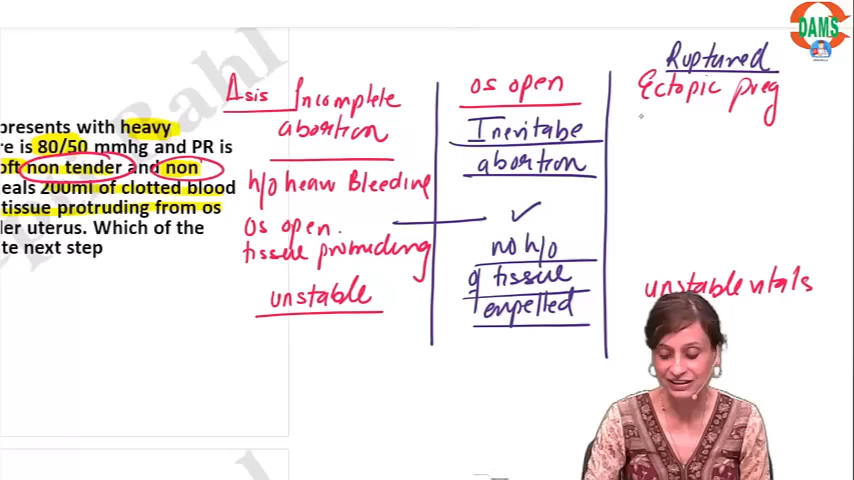 DAMS
presents with heavy
re is 80/50 mmhg and PR is
oft non tender and non
eals 200ml of clotted blood
tissue protruding from os
ler uterus. Which of the
te next step
Δsis Incomplete
abortion
h/o heavy Bleeding
os open.
tissue protruding
unstable
os open
Inevitabe
abortion
✓
no h/o
of tissue
expelled
Ruptured
Ectopic preg
unstable vitals